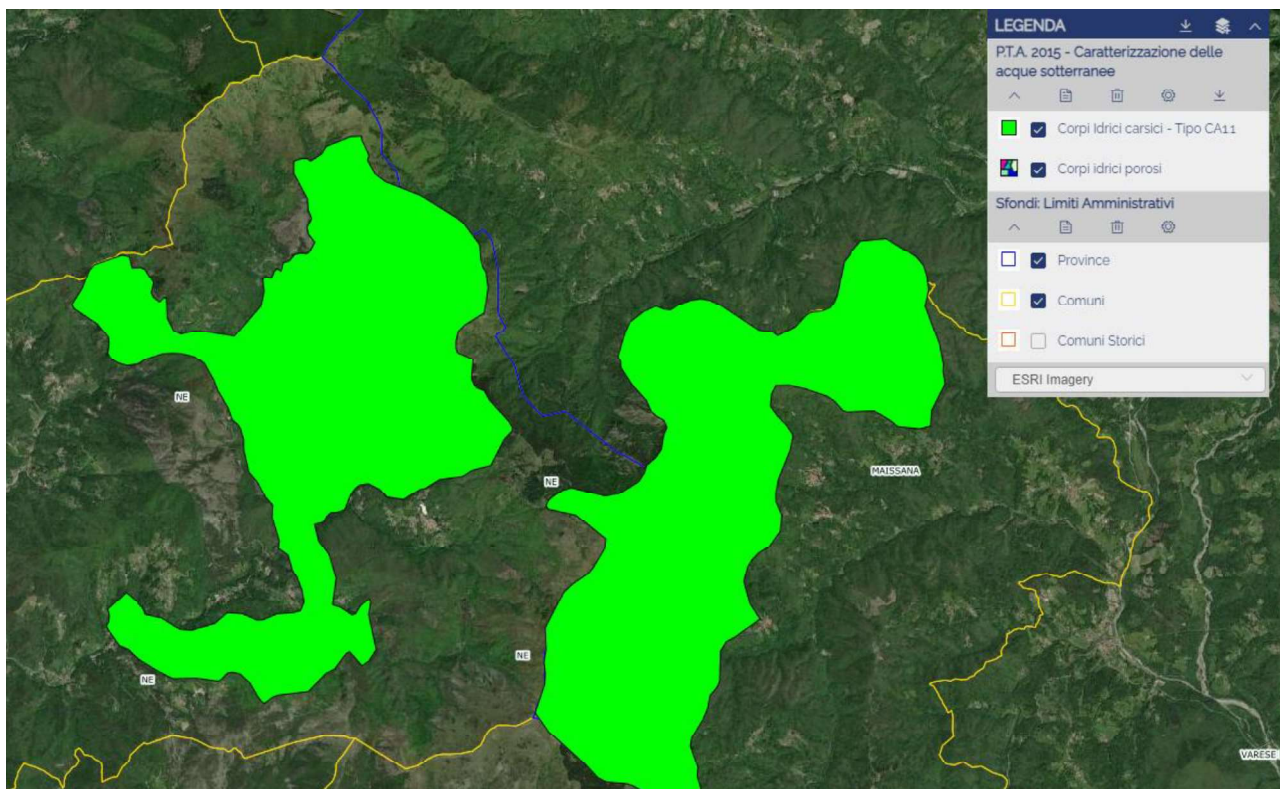 LEGENDA
P.T.A. 2015 - Caratterizzazione delle
acque sotterranee
Corpi Idrici carsici - Tipo CA11
Corpi idrici porosi
Sfondi: Limiti Amministrativi
Province
Comuni
Comuni Storici
ESRI Imagery
NE
MAISSANA
NE
NE
NE
VARESE